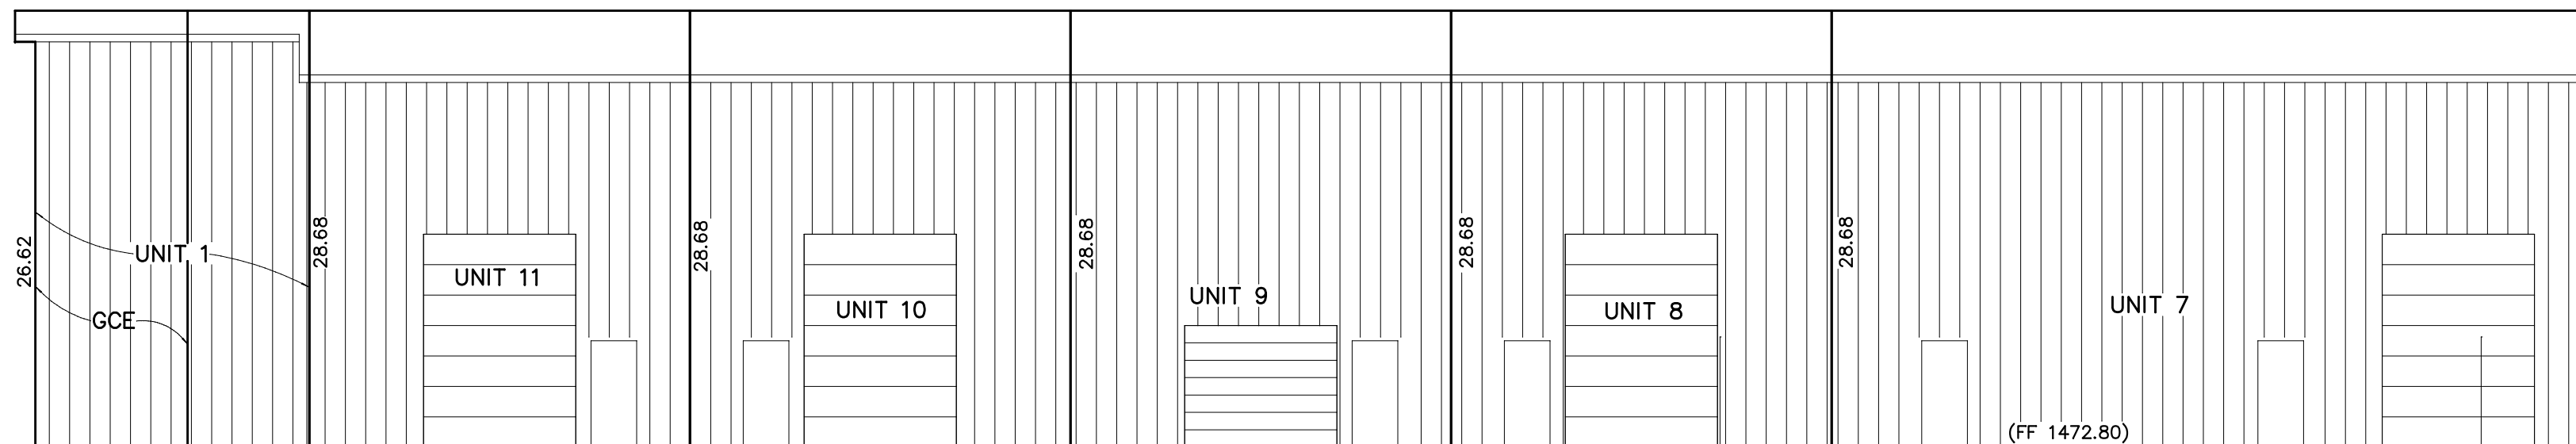 26.62
UNIT 1
GCE
28.68
UNIT 11
28.68
UNIT 10
28.68
UNIT 9
28.68
UNIT 8
28.68
UNIT 7
(FF 1472.80)